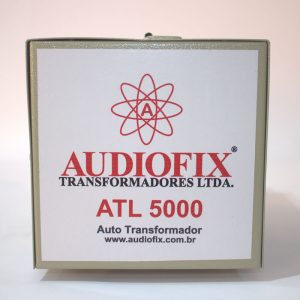 A
AUDIOFIX®
TRANSFORMADORES LTDA.
ATL 5000
Auto Transformador
www.audiofix.com.br